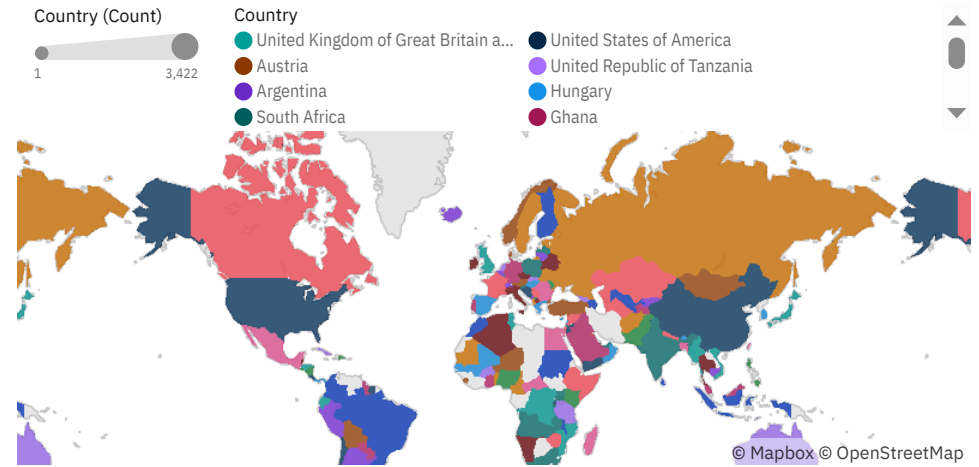 Country (Count)
1
3,422
Country
United Kingdom of Great Britain a...
United States of America
Austria
United Republic of Tanzania
Argentina
Hungary
South Africa
Ghana
© Mapbox © OpenStreetMap